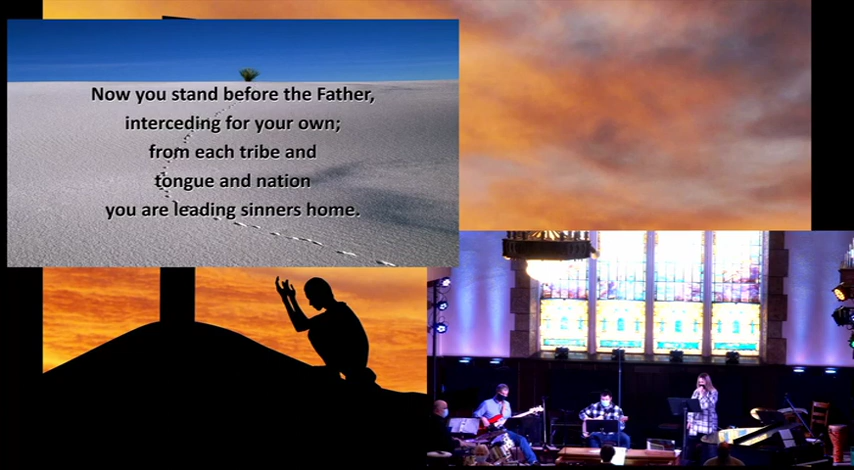 Now you stand before the Father,
interceding for your own;
from each tribe and
tongue and nation
you are leading sinners home.